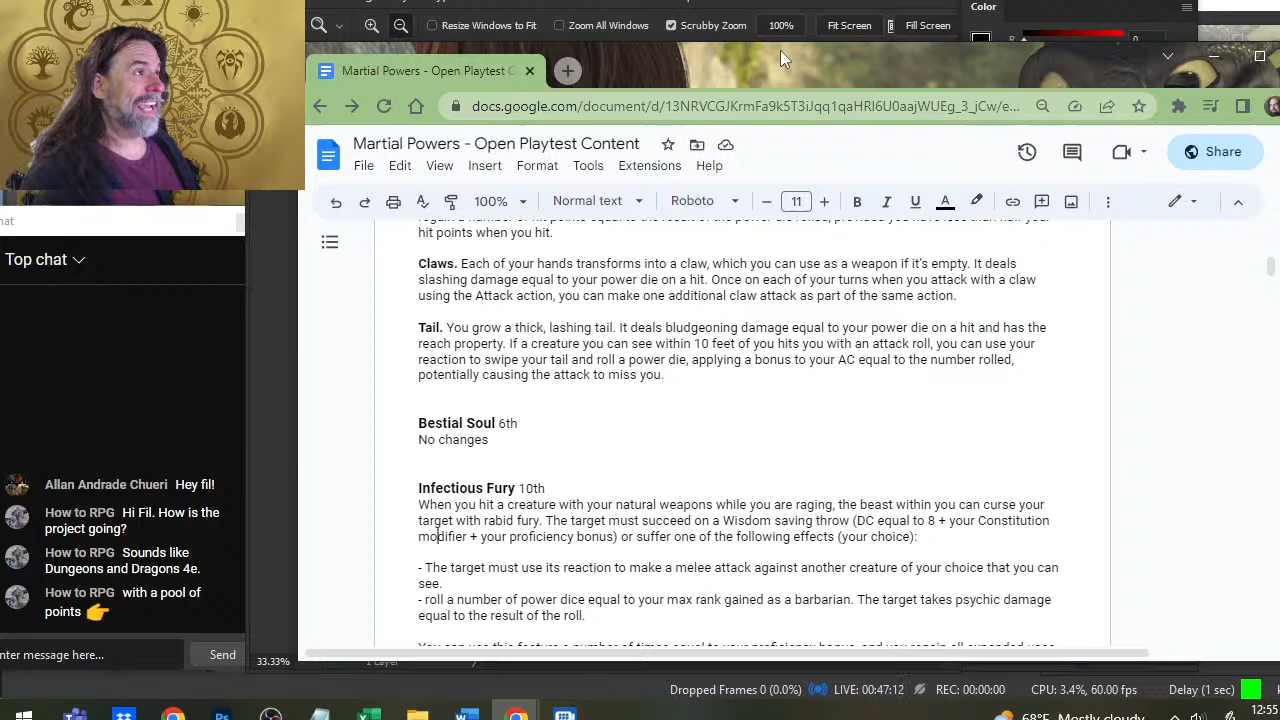 Resize Windows to Fit
Zoom All Windows
Scrubby Zoom
100%
Fit Screen
Fill Screen
Color
Martial Powers - Open Playtest C
docs.google.com/document/d/13NRVCGJKrmFa9k5T3iJqq1qaHRl6U0aajWUEg_3_jCw/e...
Martial Powers - Open Playtest Content
File Edit View Insert Format Tools Extensions Help
Share
100%
Normal text
Roboto
11
hit points when you hit.
Claws. Each of your hands transforms into a claw, which you can use as a weapon if it's empty. It deals
slashing damage equal to your power die on a hit. Once on each of your turns when you attack with a claw
using the Attack action, you can make one additional claw attack as part of the same action.
Tail. You grow a thick, lashing tail. It deals bludgeoning damage equal to your power die on a hit and has the
reach property. If a creature you can see within 10 feet of you hits you with an attack roll, you can use your
reaction to swipe your tail and roll a power die, applying a bonus to your AC equal to the number rolled,
potentially causing the attack to miss you.
Bestial Soul 6th
No changes
Infectious Fury 10th
When you hit a creature with your natural weapons while you are raging, the beast within you can curse your
target with rabid fury. The target must succeed on a Wisdom saving throw (DC equal to 8 + your Constitution
modifier + your proficiency bonus) or suffer one of the following effects (your choice):
- The target must use its reaction to make a melee attack against another creature of your choice that you can
see.
- roll a number of power dice equal to your max rank gained as a barbarian. The target takes psychic damage
equal to the result of the roll.
hat
Top chat
Allan Andrade Chueri Hey fil!
How to RPG Hi Fil. How is the
project going?
How to RPG Sounds like
Dungeons and Dragons 4e.
How to RPG with a pool of
points
nter message here...
Send
33.33%
1 Layer
Dropped Frames 0 (0.0%)
LIVE: 00:47:12
REC: 00:00:00
CPU: 3.4%, 60.00 fps
Delay (1 sec)
68°F Mostly cloudy
12:55